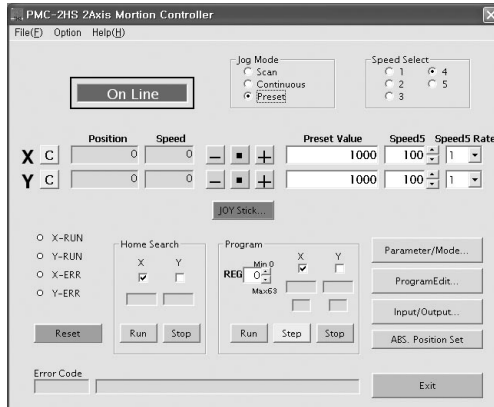 PMC-2HS 2Axis Mortion Controller
File(F) Option Help(H)
Jog Mode
Scan
Continuous
Preset
Speed Select
1 4
2 5
3
On Line
Position Speed Preset Value Speed5 Speed5 Rate
X C 0 0 − ■ + 1000 100 1
Y C 0 0 − ■ + 1000 100 1
JOY Stick...
X-RUN
Y-RUN
X-ERR
Y-ERR
Reset
Home Search
X Y
Run Stop
Program
X Y
Min 0
REG 0
Max63
Run Step Stop
Parameter/Mode...
ProgramEdit...
Input/Output...
ABS. Position Set
Error Code
Exit